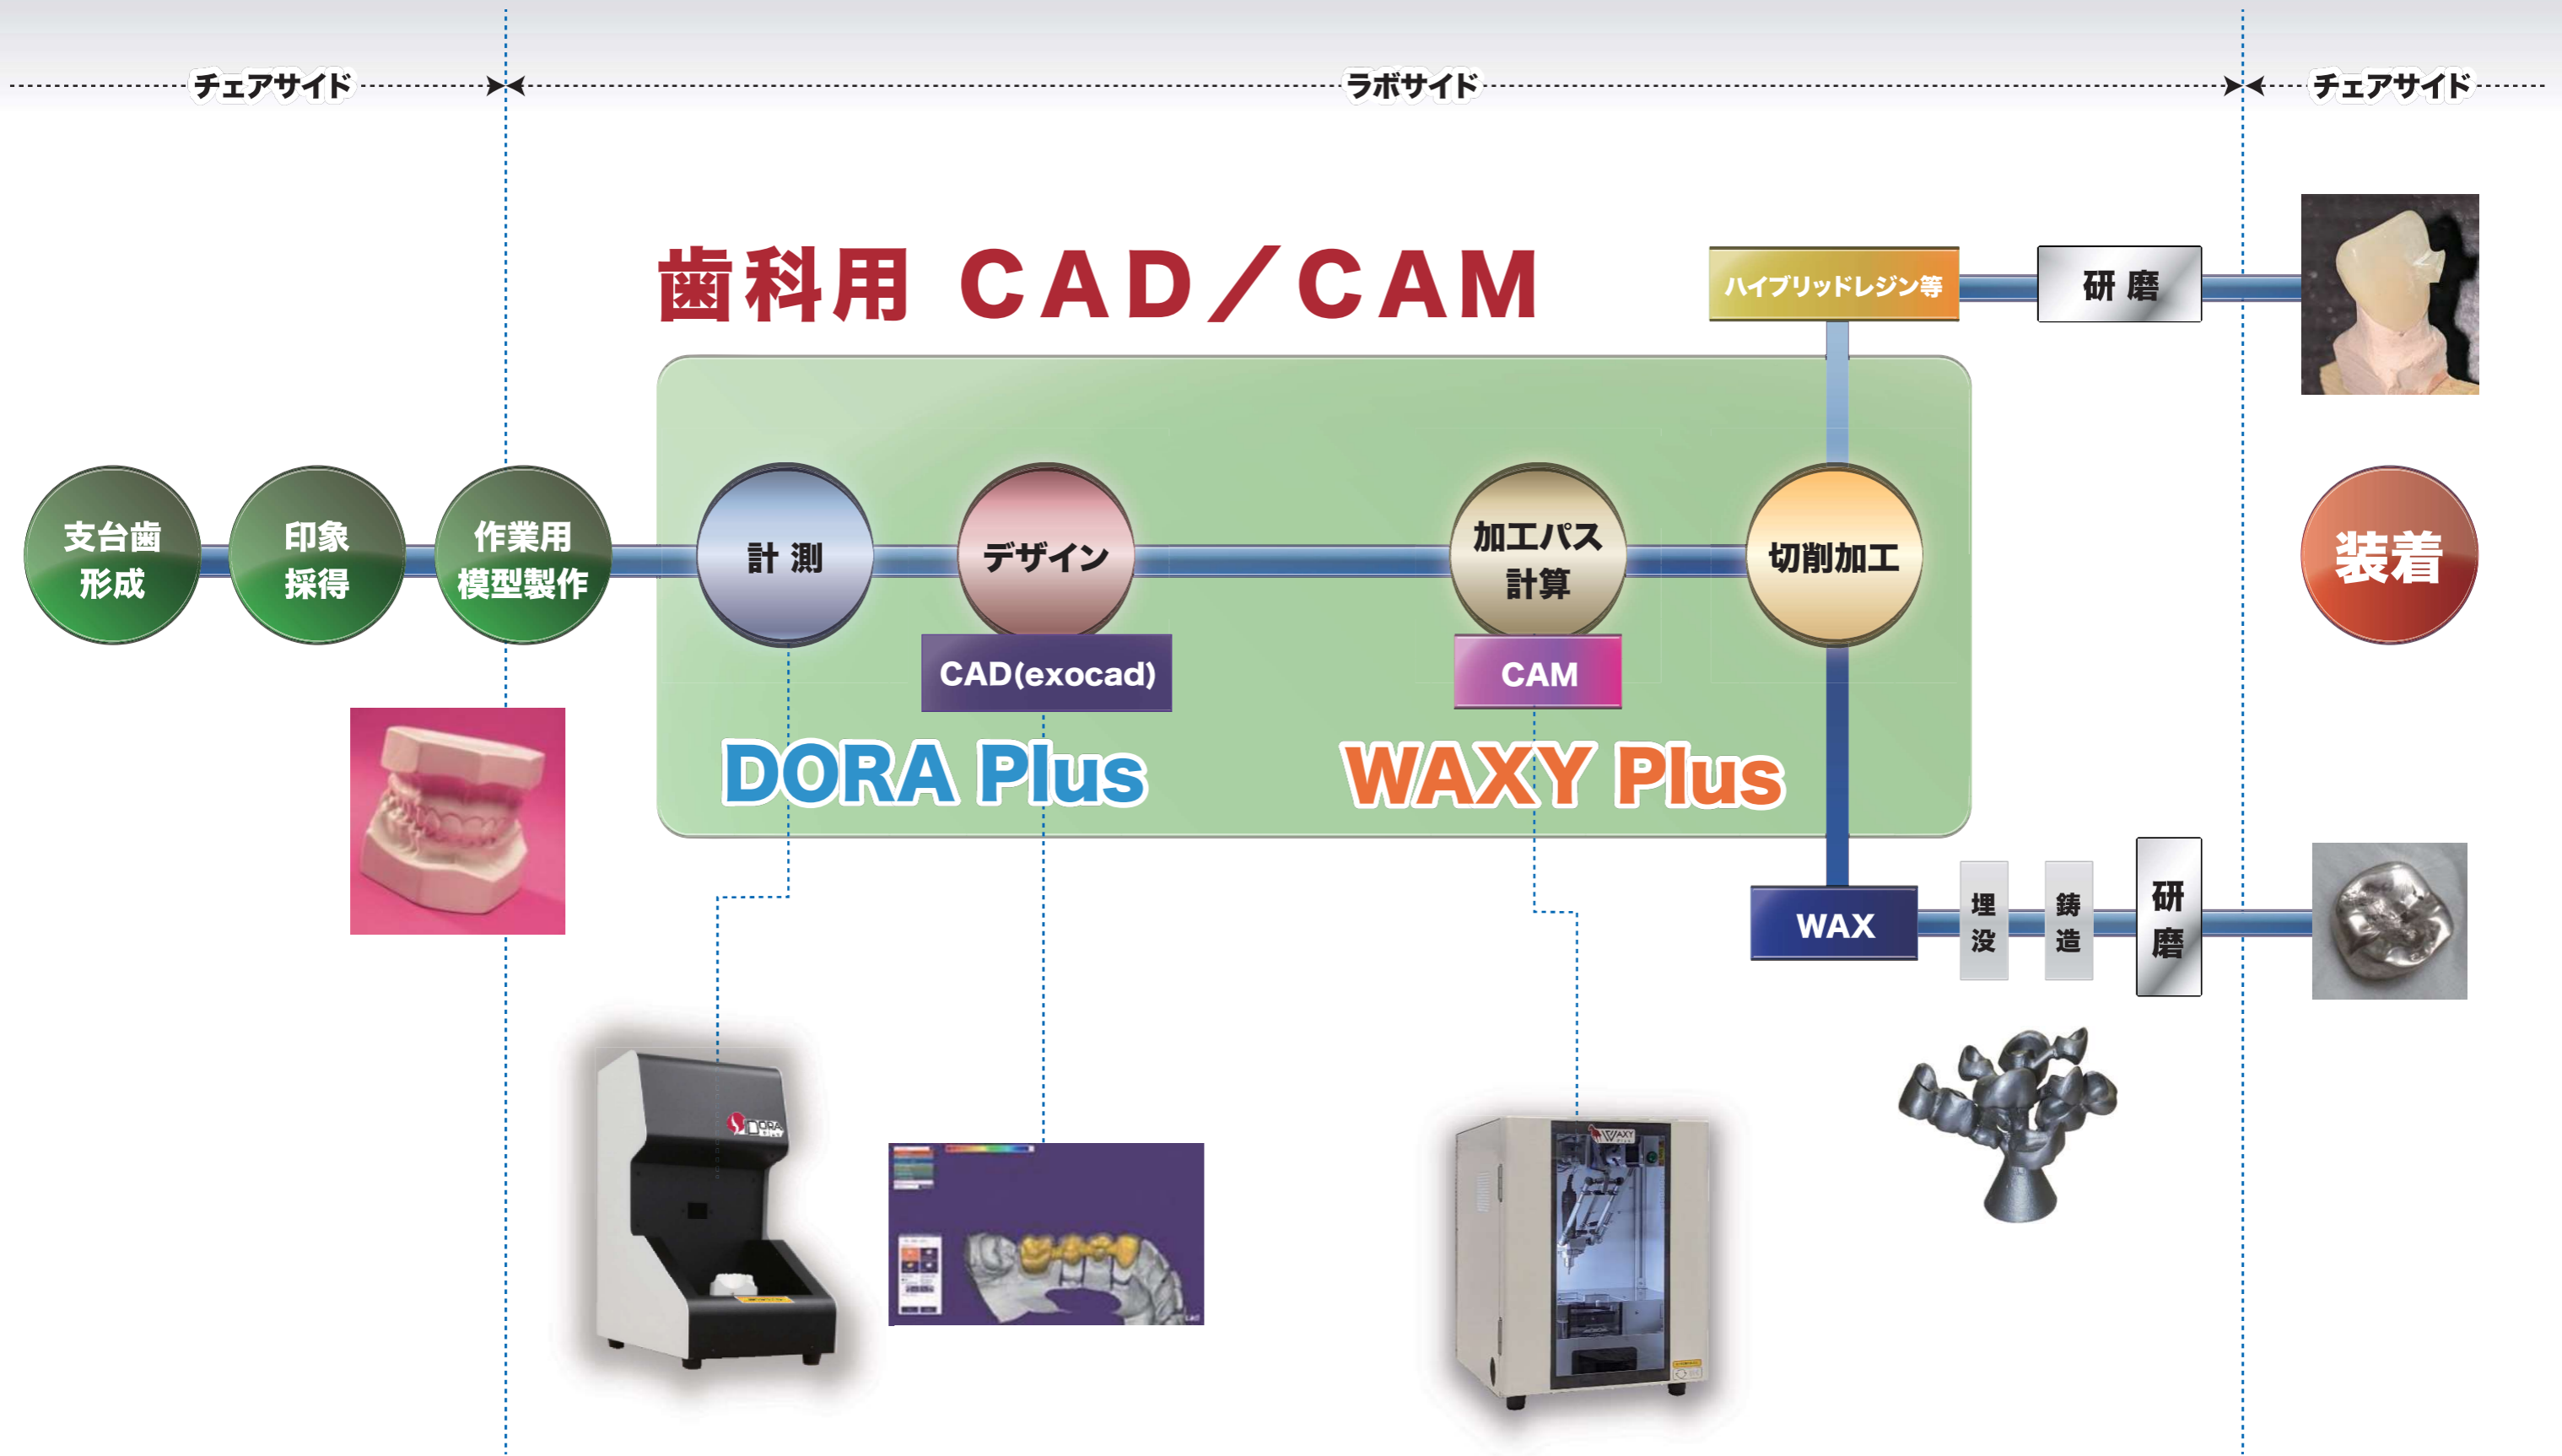 チェアサイド
ラボサイド
チェアサイド
歯科用 CAD／CAM
ハイブリッドレジン等
研磨
支台歯
形成
印象
採得
作業用
模型製作
計測
デザイン
加工パス
計算
切削加工
装着
CAD(exocad)
CAM
DORA Plus
WAXY Plus
WAX
埋没
鋳造
研磨
DORA
WAXY